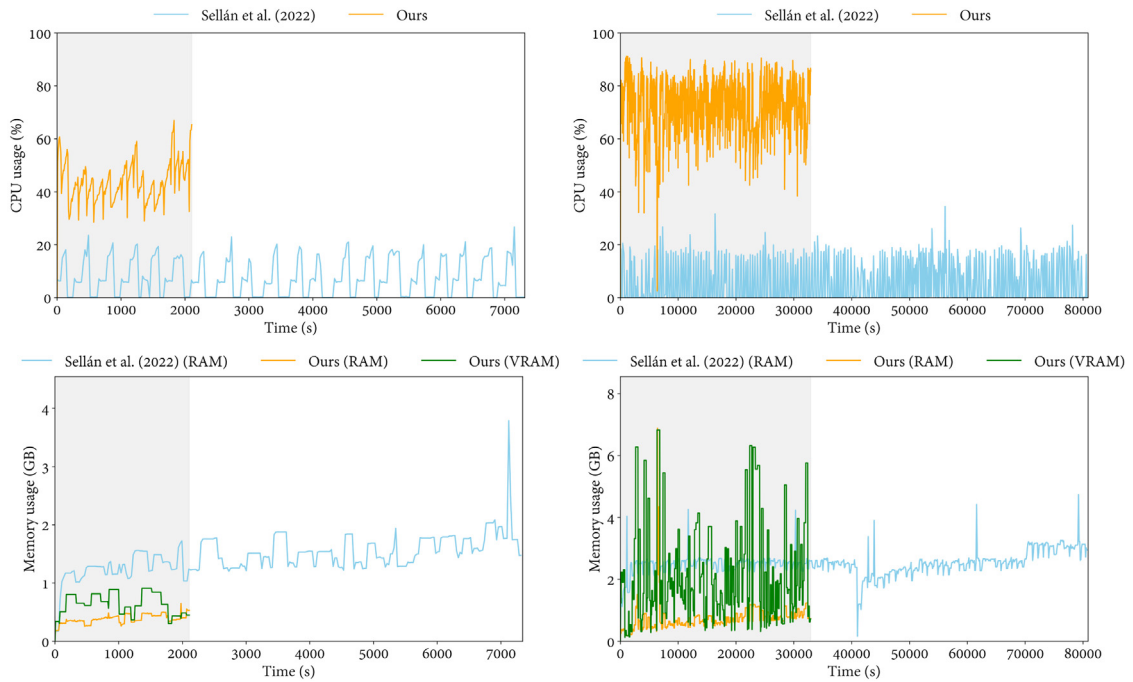 Sellán et al. (2022) Ours
100
80
60
40
20
0
CPU usage (%)
0 1000 2000 3000 4000 5000 6000 7000
Time (s)
Sellán et al. (2022) Ours
100
80
60
40
20
0
CPU usage (%)
0 10000 20000 30000 40000 50000 60000 70000 80000
Time (s)
Sellán et al. (2022) (RAM) Ours (RAM) Ours (VRAM)
4
3
2
1
0
Memory usage (GB)
0 1000 2000 3000 4000 5000 6000 7000
Time (s)
Sellán et al. (2022) (RAM) Ours (RAM) Ours (VRAM)
8
6
4
2
0
Memory usage (GB)
0 10000 20000 30000 40000 50000 60000 70000 80000
Time (s)